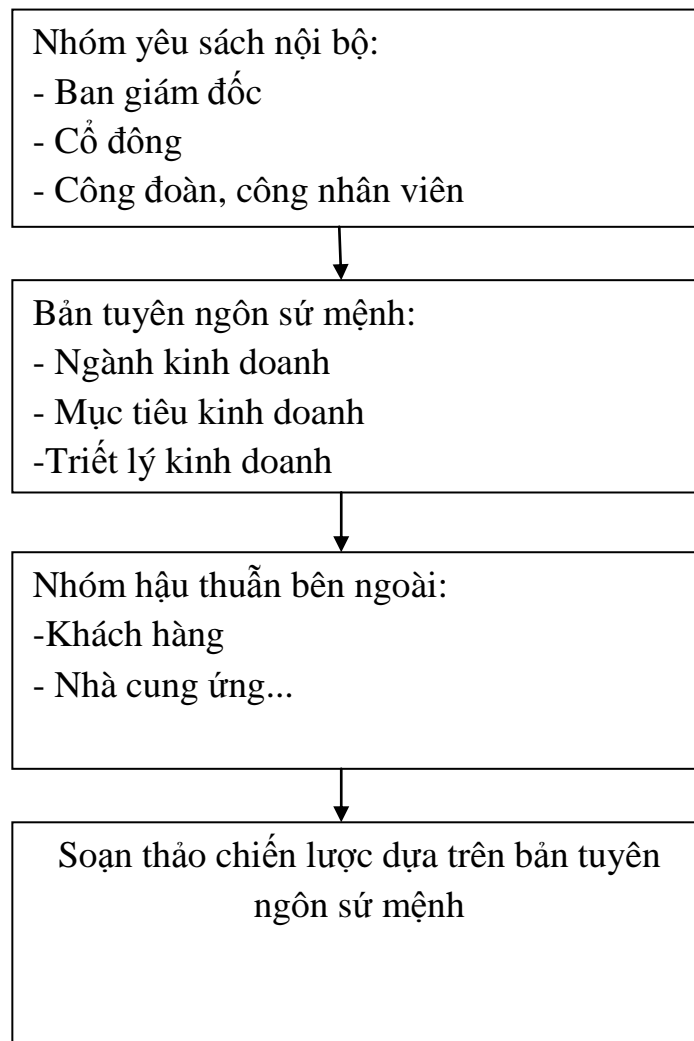 Nhóm yêu sách nội bộ:
- Ban giám đốc
- Cổ đông
- Công đoàn, công nhân viên
Bản tuyên ngôn sứ mệnh:
- Ngành kinh doanh
- Mục tiêu kinh doanh
-Triết lý kinh doanh
Nhóm hậu thuẫn bên ngoài:
-Khách hàng
- Nhà cung ứng...
Soạn thảo chiến lược dựa trên bản tuyên
ngôn sứ mệnh